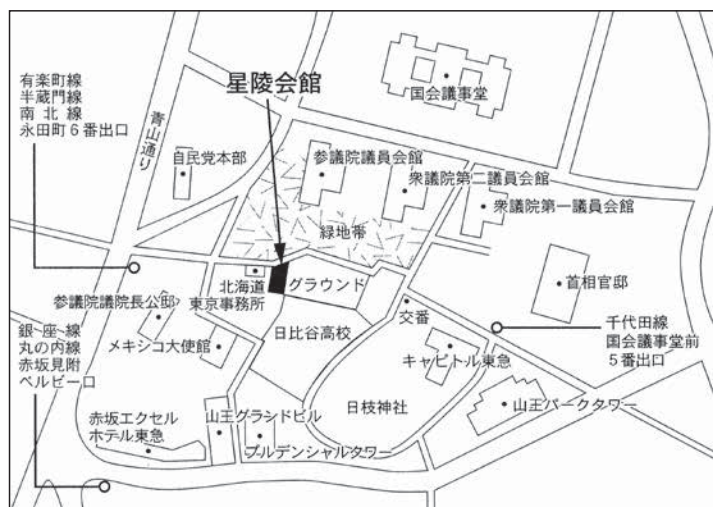 有楽町線
半蔵門線
南北線
永田町6番出口
青山通り
星陵会館
国会議事堂
自民党本部
参議院議員会館
衆議院第二議員会館
衆議院第一議員会館
緑地帯
首相官邸
北海道
東京事務所
グラウンド
参議院議長公邸
交番
千代田線
国会議事堂前
5番出口
銀座線
丸の内線
赤坂見附
ベルビー口
メキシコ大使館
日比谷高校
キャピトル東急
日枝神社
山王パークタワー
赤坂エクセル
ホテル東急
山王グランドビル
プルデンシャルタワー